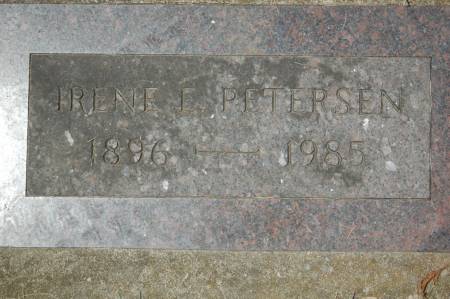 IRENE E. PETERSEN
1896 — 1985